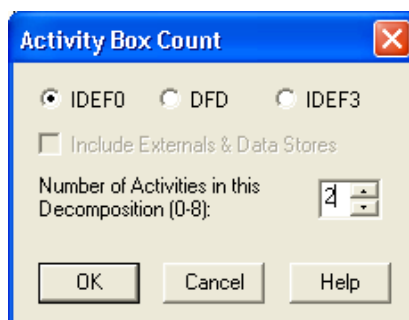 Activity Box Count
IDEF0 DFD IDEF3
Include Externals & Data Stores
Number of Activities in this
Decomposition (0-8):
2
OK Cancel Help